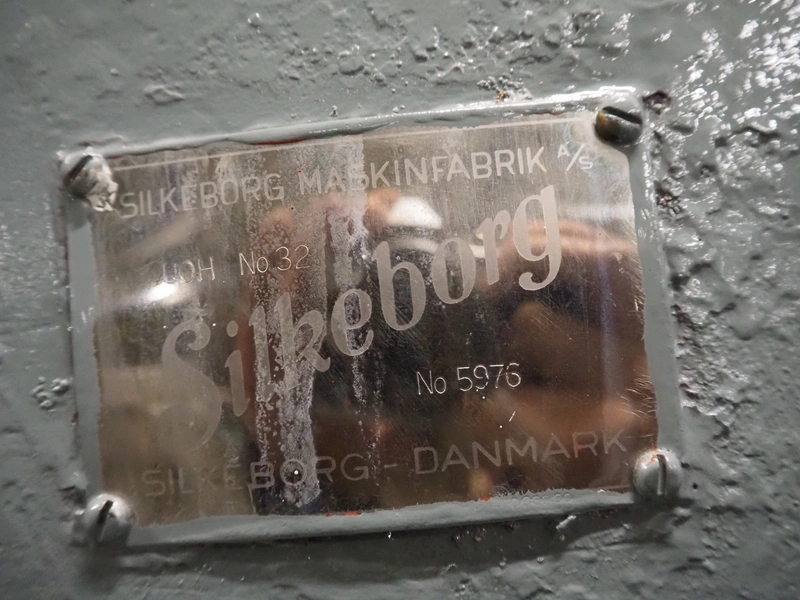 SILKEBORG MASKINFABRIK A/S
No 32
Silkeborg
No 5976
SILKEBORG - DANMARK